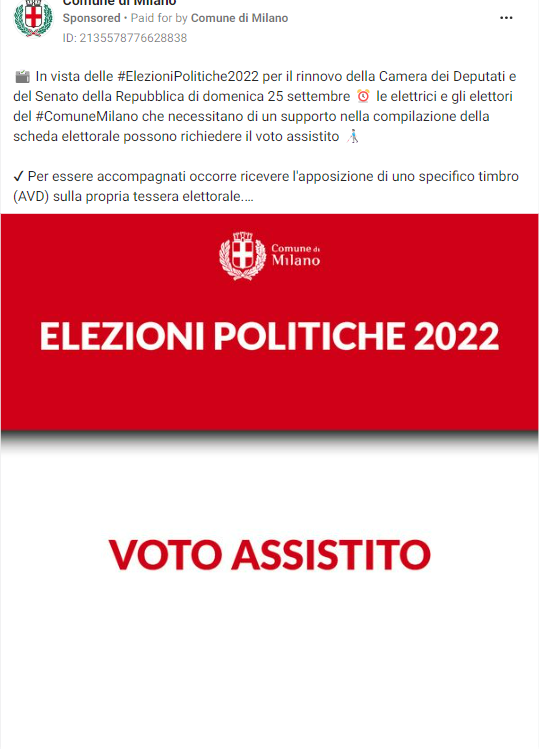 Comune di Milano
Sponsored • Paid for by Comune di Milano
ID: 2135578776628838
🗳 In vista delle #ElezioniPolitiche2022 per il rinnovo della Camera dei Deputati e
del Senato della Repubblica di domenica 25 settembre ⏰ le elettrici e gli elettori
del #ComuneMilano che necessitano di un supporto nella compilazione della
scheda elettorale possono richiedere il voto assistito 👨‍🦯
✓ Per essere accompagnati occorre ricevere l'apposizione di uno specifico timbro
(AVD) sulla propria tessera elettorale....
Comune di
Milano
ELEZIONI POLITICHE 2022
VOTO ASSISTITO